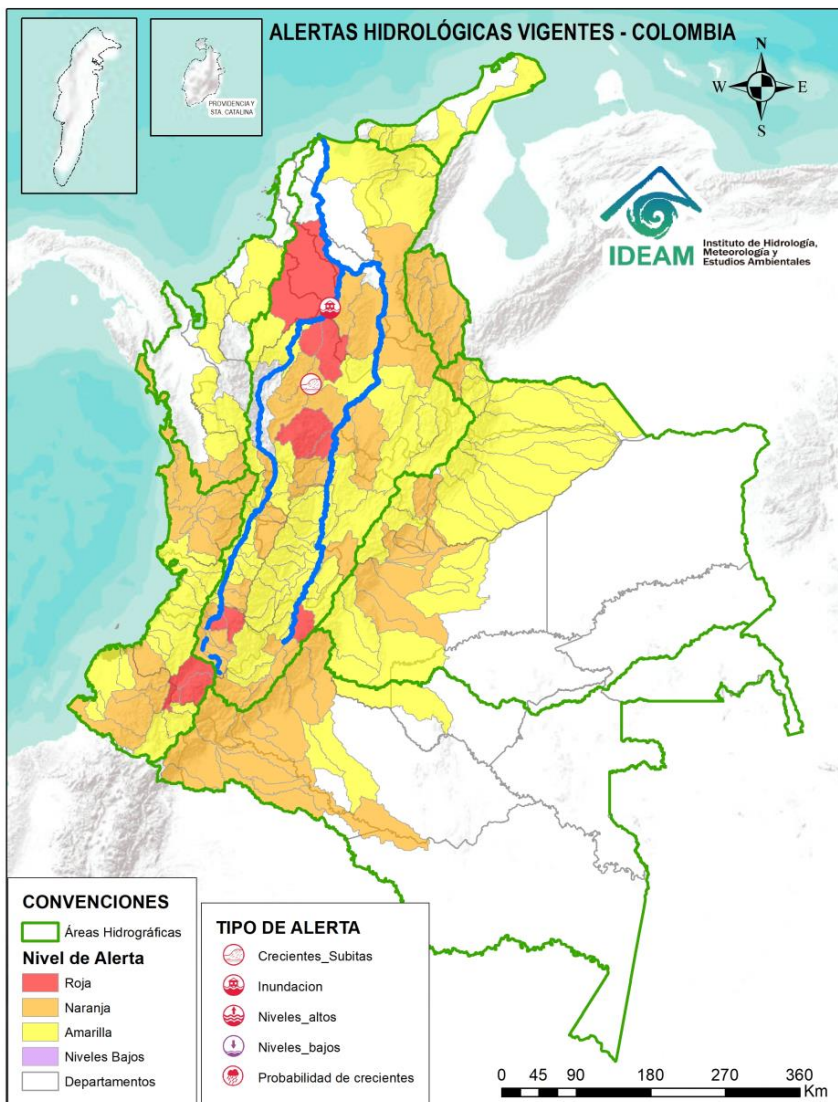 ALERTAS HIDROLÓGICAS VIGENTES - COLOMBIA
PROVIDENCIA Y
STA. CATALINA
N
W
E
S
IDEAM
Instituto de Hidrología,
Meteorología y
Estudios Ambientales
CONVENCIONES
Áreas Hidrográficas
Nivel de Alerta
Roja
Naranja
Amarilla
Niveles Bajos
Departamentos
TIPO DE ALERTA
Crecientes_Subitas
Inundacion
Niveles_altos
Niveles_bajos
Probabilidad de crecientes
0 45 90 180 270 360
Km